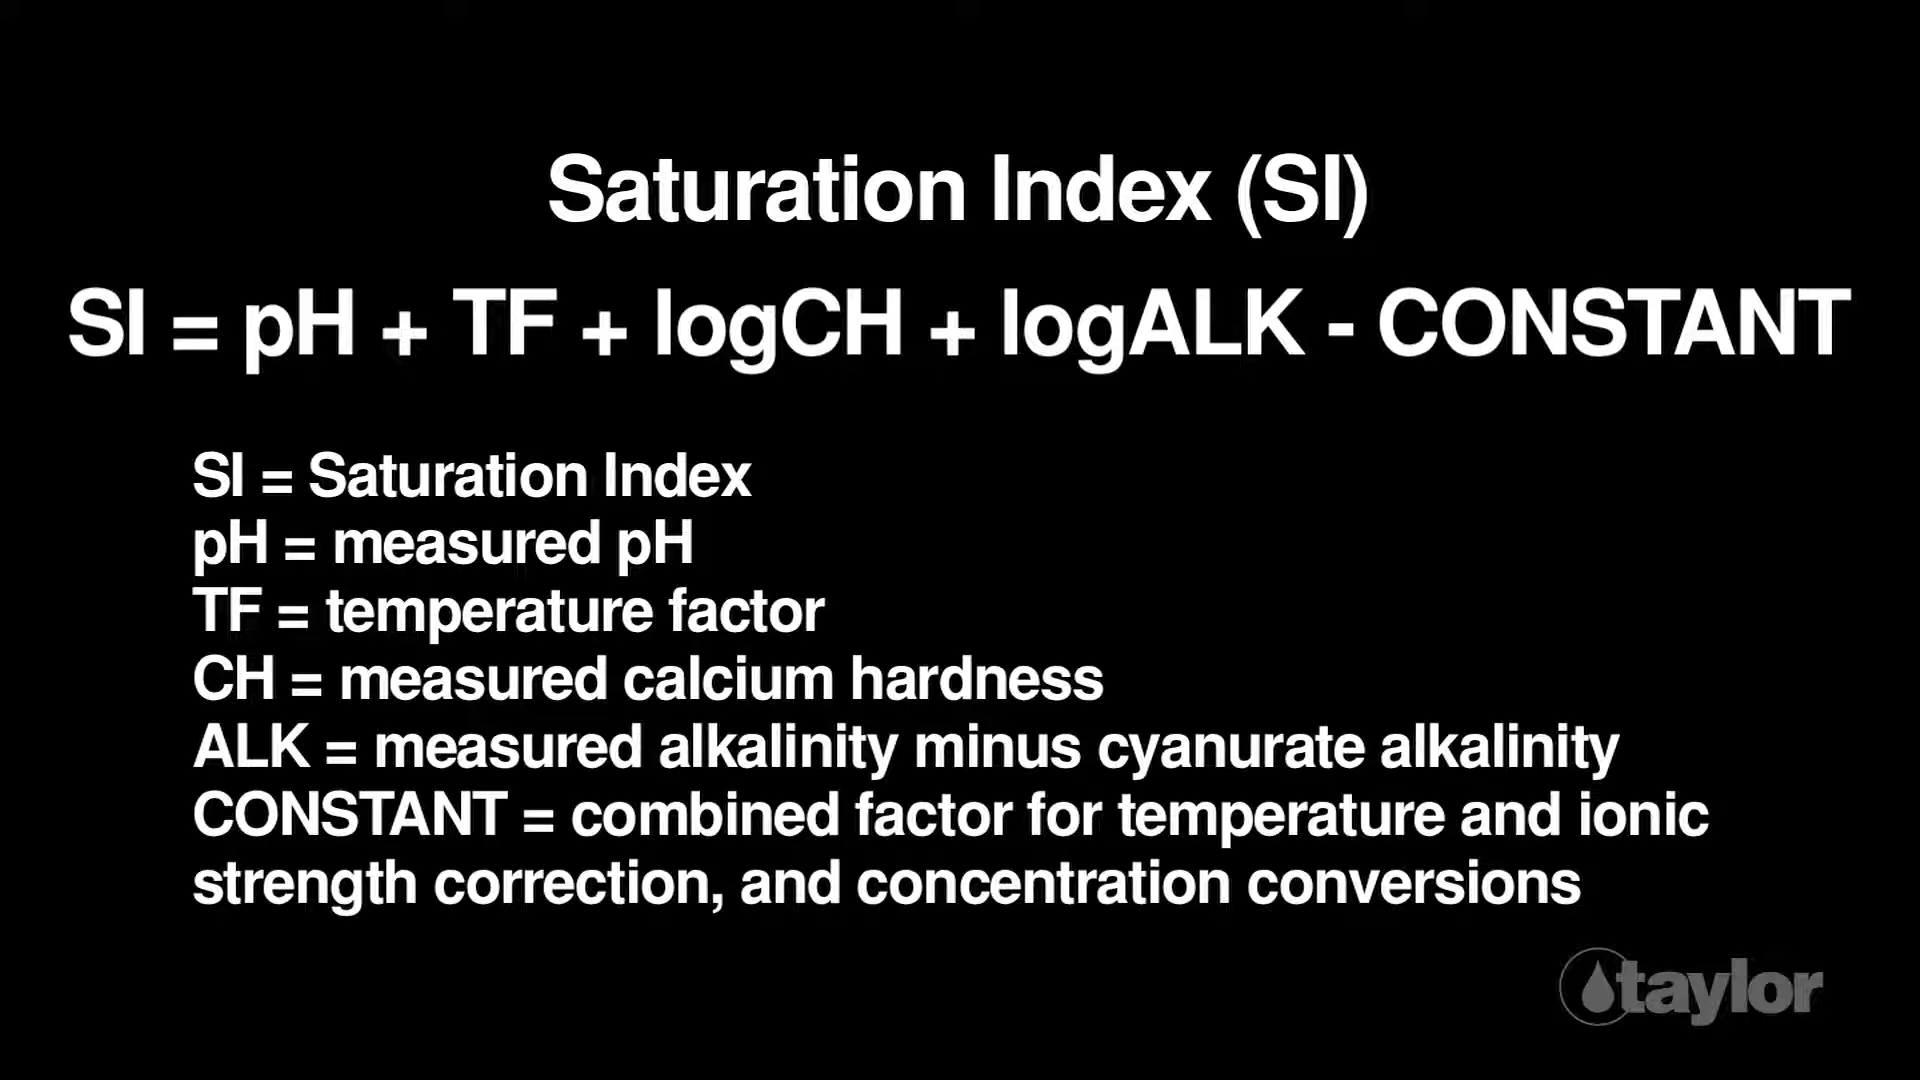 Saturation Index (SI)
SI = pH + TF + logCH + logALK - CONSTANT
SI = Saturation Index
pH = measured pH
TF = temperature factor
CH = measured calcium hardness
ALK = measured alkalinity minus cyanurate alkalinity
CONSTANT = combined factor for temperature and ionic
strength correction, and concentration conversions
taylor